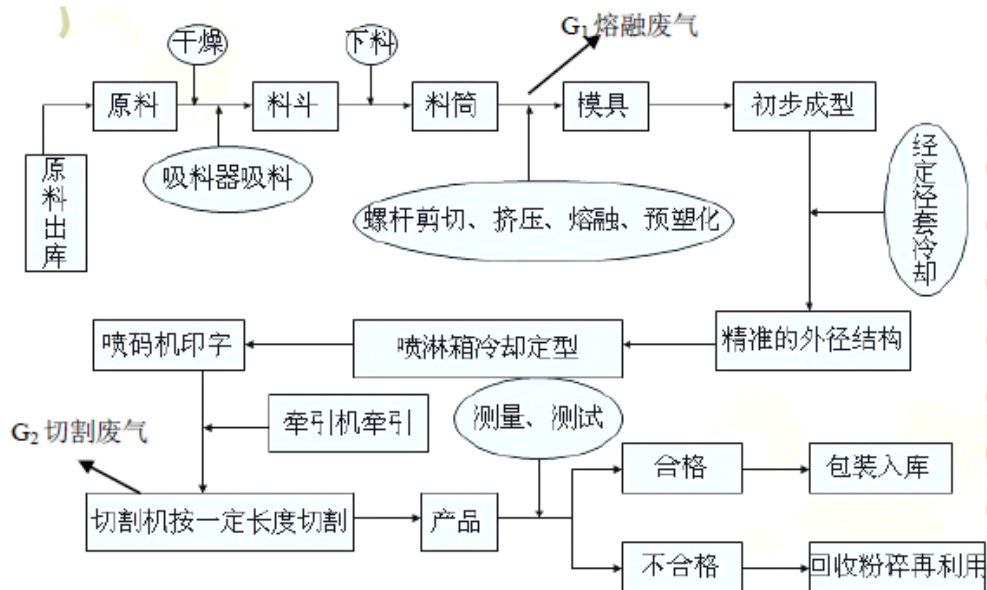 G₁ 熔融废气
干燥
下料
原料
料斗
料筒
模具
初步成型
原料出库
吸料器吸料
螺杆剪切、挤压、熔融、预塑化
经定径套冷却
喷码机印字
喷淋箱冷却定型
精准的外径结构
G₂ 切割废气
牵引机牵引
测量、测试
合格
包装入库
切割机按一定长度切割
产品
不合格
回收粉碎再利用